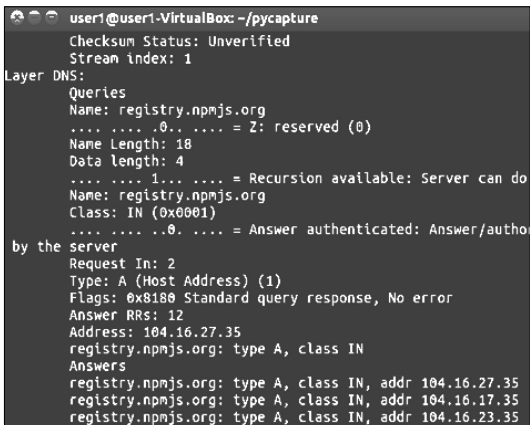 user1@user1-VirtualBox: ~/pycapture
Checksum Status: Unverified
Stream index: 1
Layer DNS:
Queries
Name: registry.npmjs.org
.... .... .0.. .... = Z: reserved (0)
Name Length: 18
Data length: 4
.... .... 1... .... = Recursion available: Server can do
Name: registry.npmjs.org
Class: IN (0x0001)
.... .... ..0. .... = Answer authenticated: Answer/autho
by the server
Request In: 2
Type: A (Host Address) (1)
Flags: 0x8180 Standard query response, No error
Answer RRs: 12
Address: 104.16.27.35
registry.npmjs.org: type A, class IN
Answers
registry.npmjs.org: type A, class IN, addr 104.16.27.35
registry.npmjs.org: type A, class IN, addr 104.16.17.35
registry.npmjs.org: type A, class IN, addr 104.16.23.35